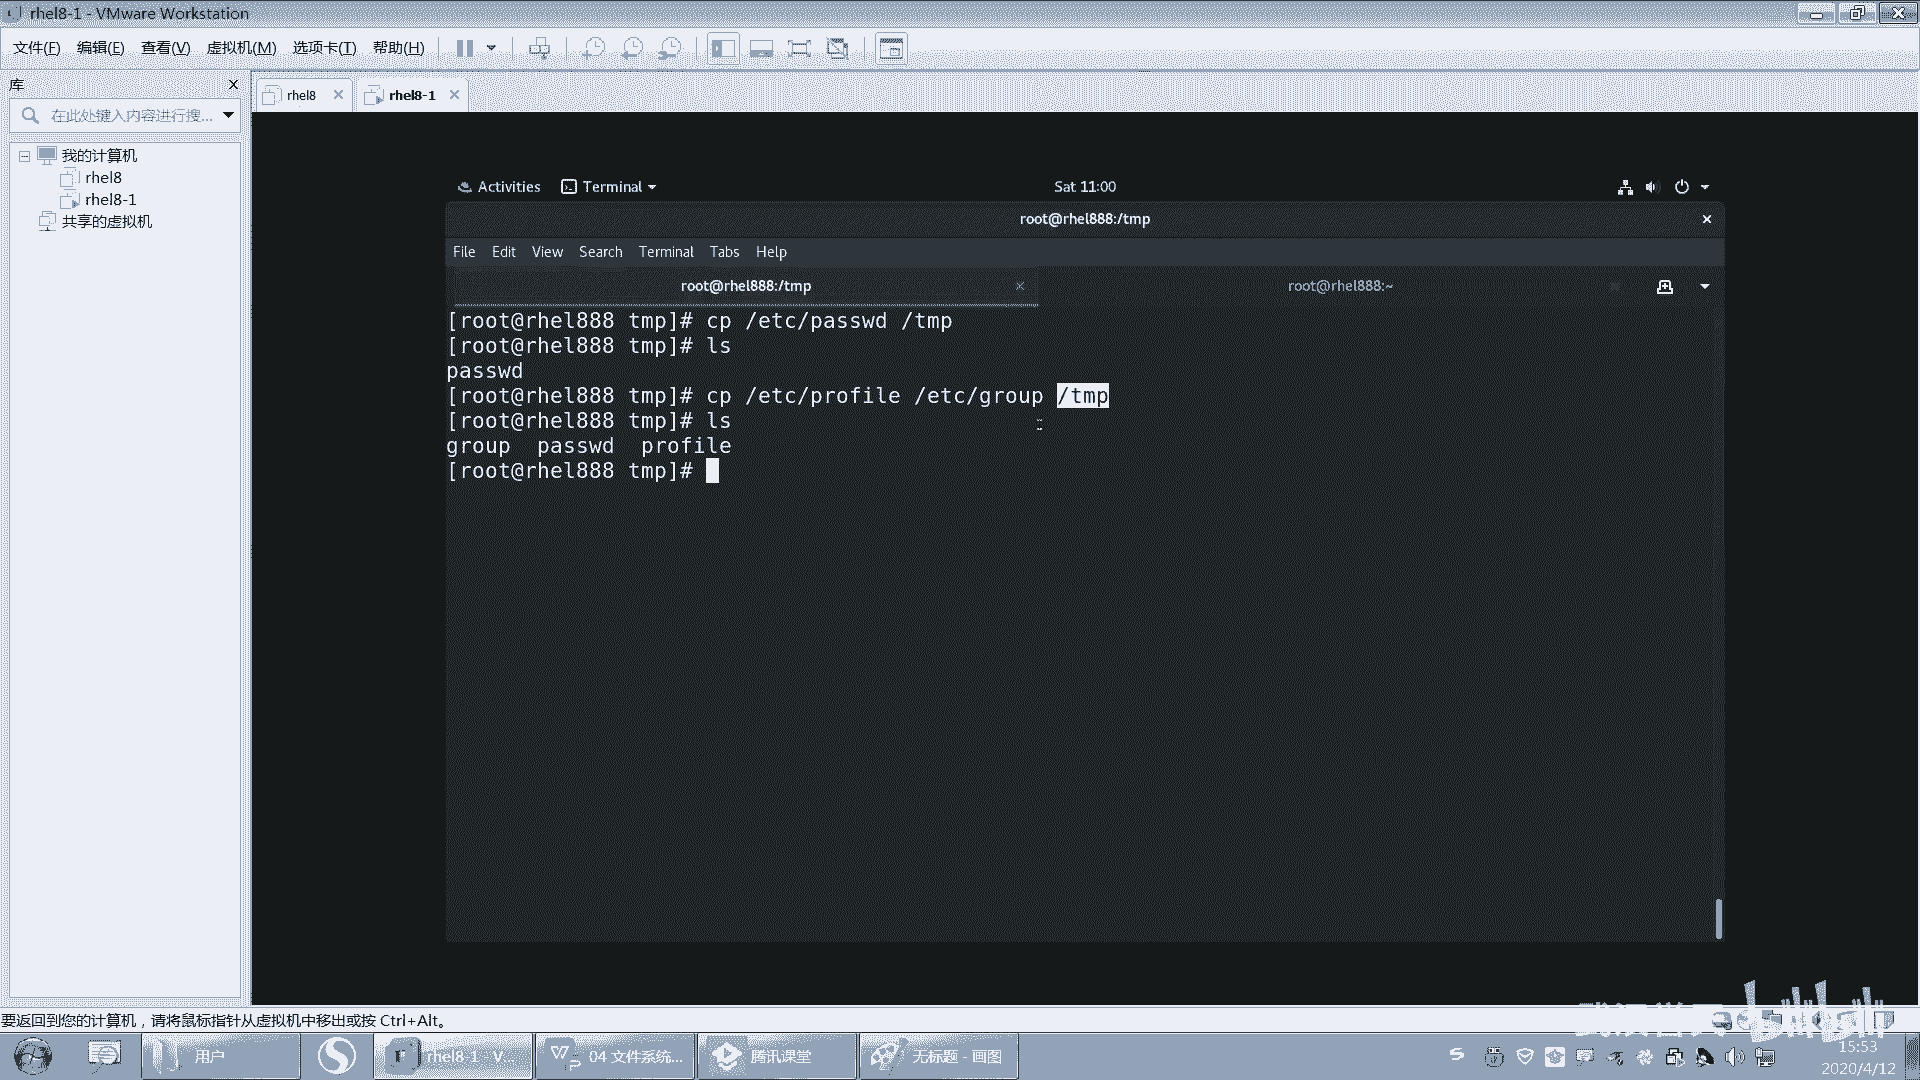 rhel8-1 - VMware Workstation
文件(F) 编辑(E) 查看(V) 虚拟机(M) 选项卡(T) 帮助(H)
库
在此处键入内容进行搜...
我的计算机
rhel8
rhel8-1
共享的虚拟机
rhel8
rhel8-1
Activities Terminal Sat 11:00
root@rhel888:/tmp
File Edit View Search Terminal Tabs Help
root@rhel888:/tmp root@rhel888:~
[root@rhel888 tmp]# cp /etc/passwd /tmp
[root@rhel888 tmp]# ls
passwd
[root@rhel888 tmp]# cp /etc/profile /etc/group /tmp
[root@rhel888 tmp]# ls
group passwd profile
[root@rhel888 tmp]#
要返回到您的计算机，请将鼠标指针从虚拟机中移出或按 Ctrl+Alt。
用户 rhel8-1 - V... 04 文件系统... 腾讯课堂 无标题 - 画图
15:53
2020/4/12